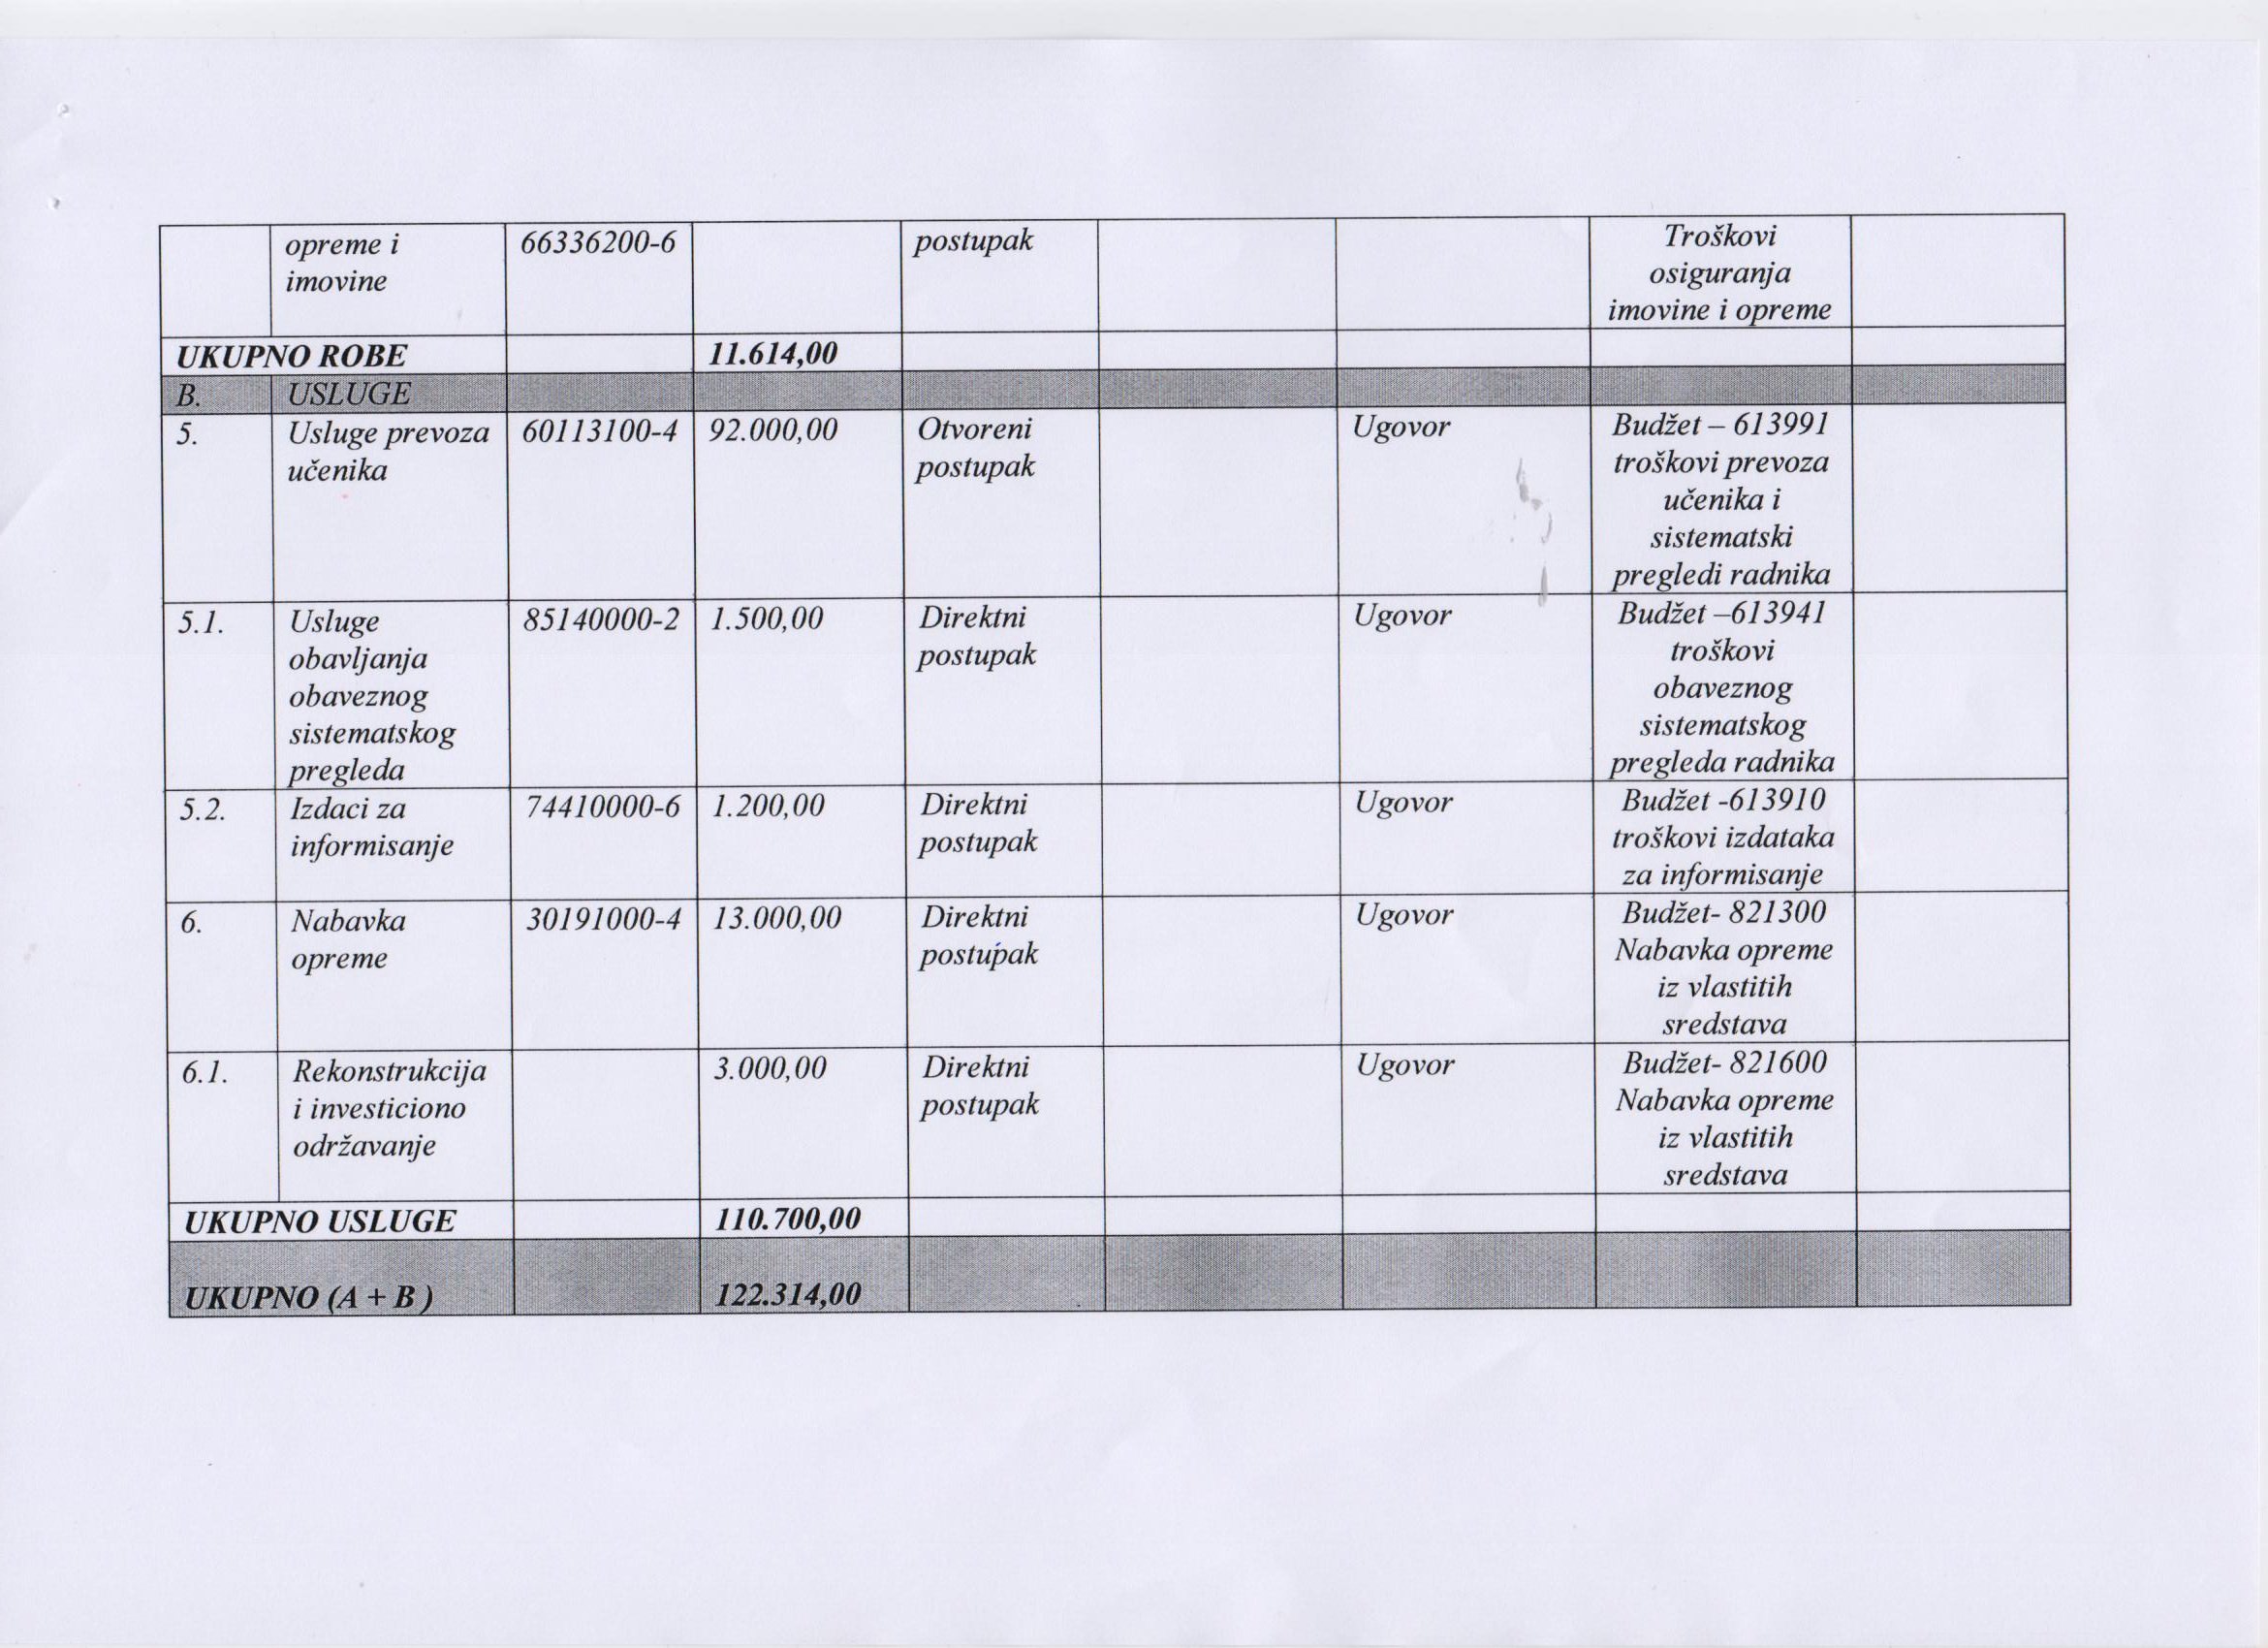 opreme i
imovine
66336200-6
postupak
Troškovi
osiguranja
imovine i opreme
UKUPNO ROBE
11.614,00
B.
USLUGE
5.
Usluge prevoza
učenika
60113100-4
92.000,00
Otvoreni
postupak
Ugovor
Budžet – 613991
troškovi prevoza
učenika i
sistematski
pregledi radnika
5.1.
Usluge
obavljanja
obaveznog
sistematskog
pregleda
85140000-2
1.500,00
Direktni
postupak
Ugovor
Budžet –613941
troškovi
obaveznog
sistematskog
pregleda radnika
5.2.
Izdaci za
informisanje
74410000-6
1.200,00
Direktni
postupak
Ugovor
Budžet -613910
troškovi izdataka
za informisanje
6.
Nabavka
opreme
30191000-4
13.000,00
Direktni
postupak
Ugovor
Budžet- 821300
Nabavka opreme
iz vlastitih
sredstava
6.1.
Rekonstrukcija
i investiciono
održavanje
3.000,00
Direktni
postupak
Ugovor
Budžet- 821600
Nabavka opreme
iz vlastitih
sredstava
UKUPNO USLUGE
110.700,00
UKUPNO (A + B )
122.314,00